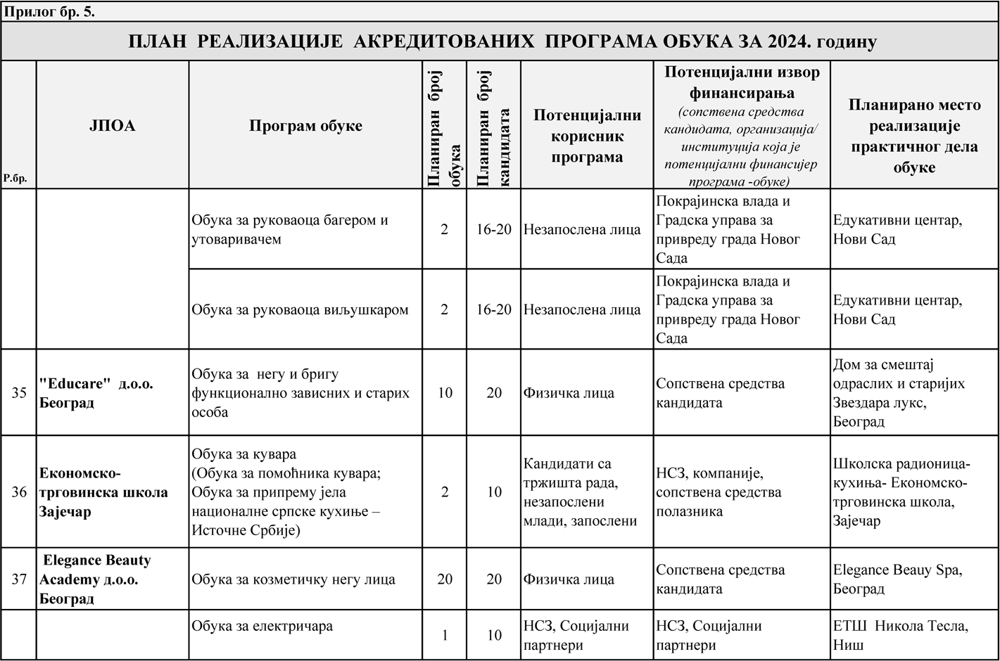 Прилог бр. 5.
ПЛАН РЕАЛИЗАЦИЈЕ АКРЕДИТОВАНИХ ПРОГРАМА ОБУКА ЗА 2024. годину
Р.бр.
ЈПОА
Програм обуке
Планиран број
обука
Планиран број
кандидата
Потенцијални
корисник
програма
Потенцијални извор
финансирања
(сопствена средства
кандидата, организација/
институција која је
потенцијални финансијер
програма -обуке)
Планирано место
реализације
практичног дела
обуке
Обука за руковаоца багером и
утоваривачем
2
16-20
Незапослена лица
Покрајинска влада и
Градска управа за
привреду града Новог
Сада
Едукативни центар,
Нови Сад
Обука за руковаоца виљушкаром
2
16-20
Незапослена лица
Покрајинска влада и
Градска управа за
привреду града Новог
Сада
Едукативни центар,
Нови Сад
35
"Educare" д.о.о.
Београд
Обука за негу и бригу
функционално зависних и старих
особа
10
20
Физичка лица
Сопствена средства
кандидата
Дом за смештај
одраслих и старијих
Звездара лукс,
Београд
36
Економско-
трговинска школа
Зајечар
Обука за кувара
(Обука за помоћника кувара;
Обука за припрему јела
националне српске кухиње –
Источне Србије)
2
10
Кандидати са
тржишта рада,
незапослени
млади, запослени
НСЗ, компаније,
сопствена средства
полазника
Школска радионица-
кухиња- Економско-
трговинска школа,
Зајечар
37
Elegance Beauty
Academy д.о.о.
Београд
Обука за козметичку негу лица
20
20
Физичка лица
Сопствена средства
кандидата
Elegance Beauy Spa,
Београд
Обука за електричара
1
10
НСЗ, Социјални
партнери
НСЗ, Социјални
партнери
ЕТШ Никола Тесла,
Ниш